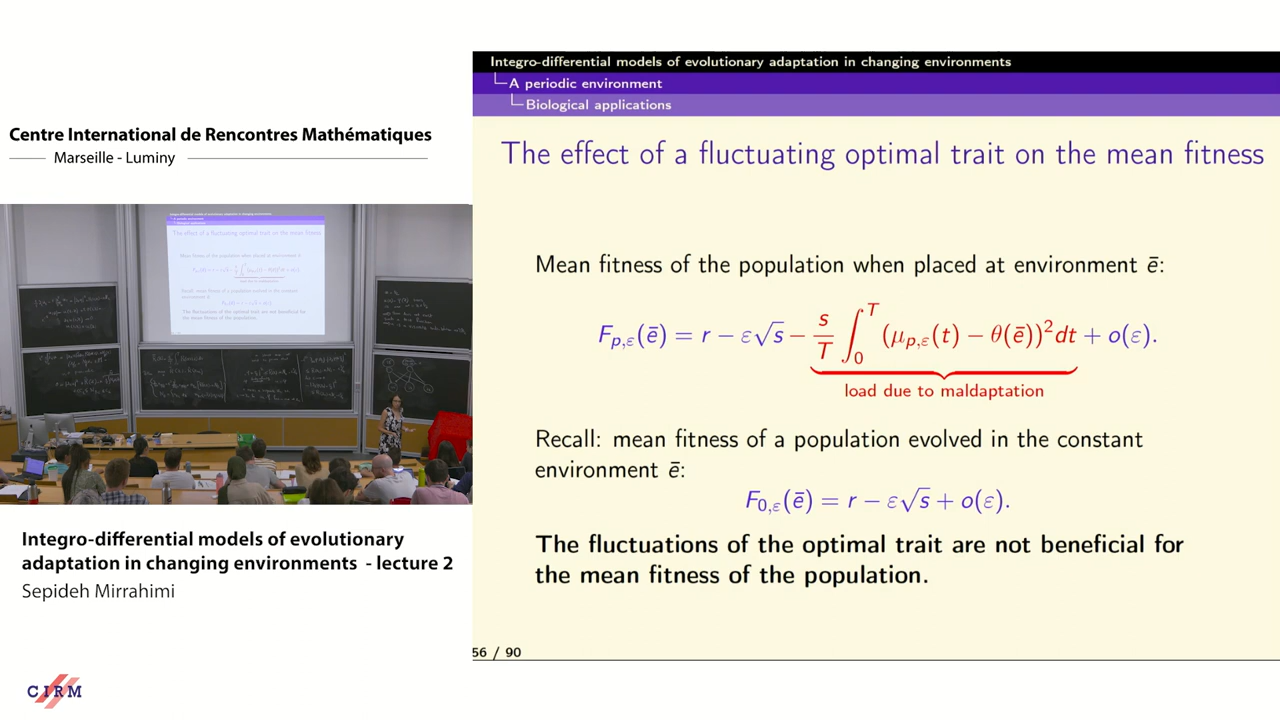 Centre International de Rencontres Mathématiques
Marseille - Luminy
Integro-differential models of evolutionary
adaptation in changing environments - lecture 2
Sepideh Mirrahimi
CIRM
Integro-differential models of evolutionary adaptation in changing environments
A periodic environment
Biological applications
The effect of a fluctuating optimal trait on the mean fitness
Mean fitness of the population when placed at environment ē:
F_{p,ε}(ē) = r − ε√s − s/T ∫_0^T (μ_{p,ε}(t) − θ(ē))² dt + o(ε).
load due to maldaptation
Recall: mean fitness of a population evolved in the constant
environment ē:
F_{0,ε}(ē) = r − ε√s + o(ε).
The fluctuations of the optimal trait are not beneficial for
the mean fitness of the population.
56 / 90